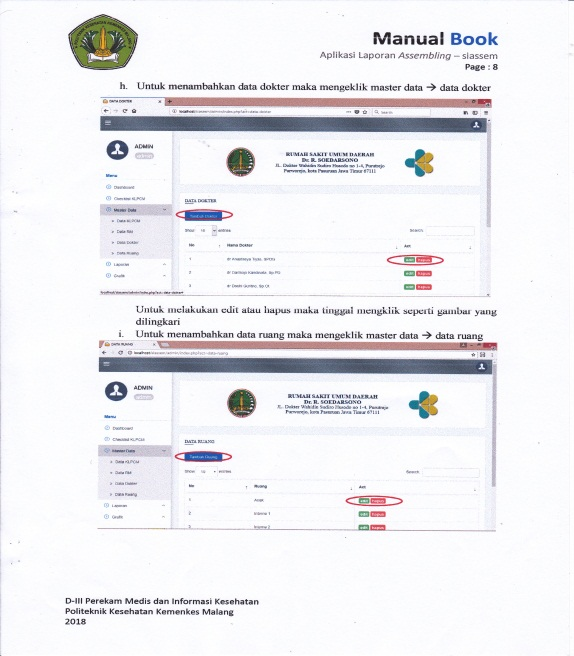 Manual Book
Aplikasi Laporan Assembling – siassem
Page : 8
h. Untuk menambahkan data dokter maka mengeklik master data → data dokter
DATA DOKTER
Search
ADMIN
RUMAH SAKIT UMUM DAERAH
Dr. R. SOEDARSONO
JL. Dokter Wahidin Sudiro Husodo no 1-4, Purutrejo
Purworejo, kota Pasuruan Jawa Timur 67111
Menu
Dashboard
Checklist KLPCM
Master Data
Data KLPCM
Data RM
Data Dokter
Data Ruang
Laporan
Grafik
DATA DOKTER
Show 10 entries
Search
No Nama Dokter Act
1 edit hapus
2 edit hapus
3 edit hapus
Untuk melakukan edit atau hapus maka tinggal mengklik seperti gambar yang
dilingkari
i. Untuk menambahkan data ruang maka mengeklik master data → data ruang
DATA RUANG
ADMIN
RUMAH SAKIT UMUM DAERAH
Dr. R. SOEDARSONO
JL. Dokter Wahidin Sudiro Husodo no 1-4, Purutrejo
Purworejo, kota Pasuruan Jawa Timur 67111
Menu
Dashboard
Checklist KLPCM
Master Data
Data KLPCM
Data RM
Data Dokter
Data Ruang
Laporan
Grafik
DATA RUANG
Tambah Ruang
Show 10 entries
Search
No Ruang Act
1 Anak edit hapus
2 Interne 1 edit hapus
3 Interne 2 edit hapus
D-III Perekam Medis dan Informasi Kesehatan
Politeknik Kesehatan Kemenkes Malang
2018